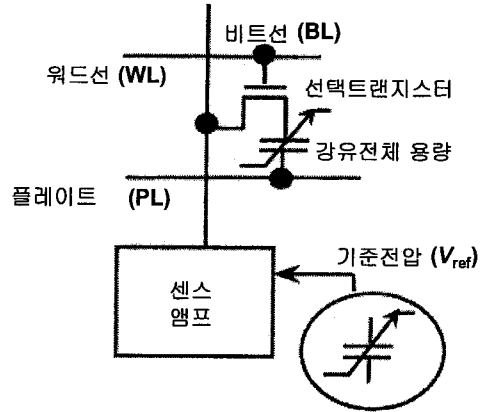 비트선 (BL)
워드선 (WL)
선택트랜지스터
강유전체 용량
플레이트 (PL)
기준전압 (Vref)
센스
앰프